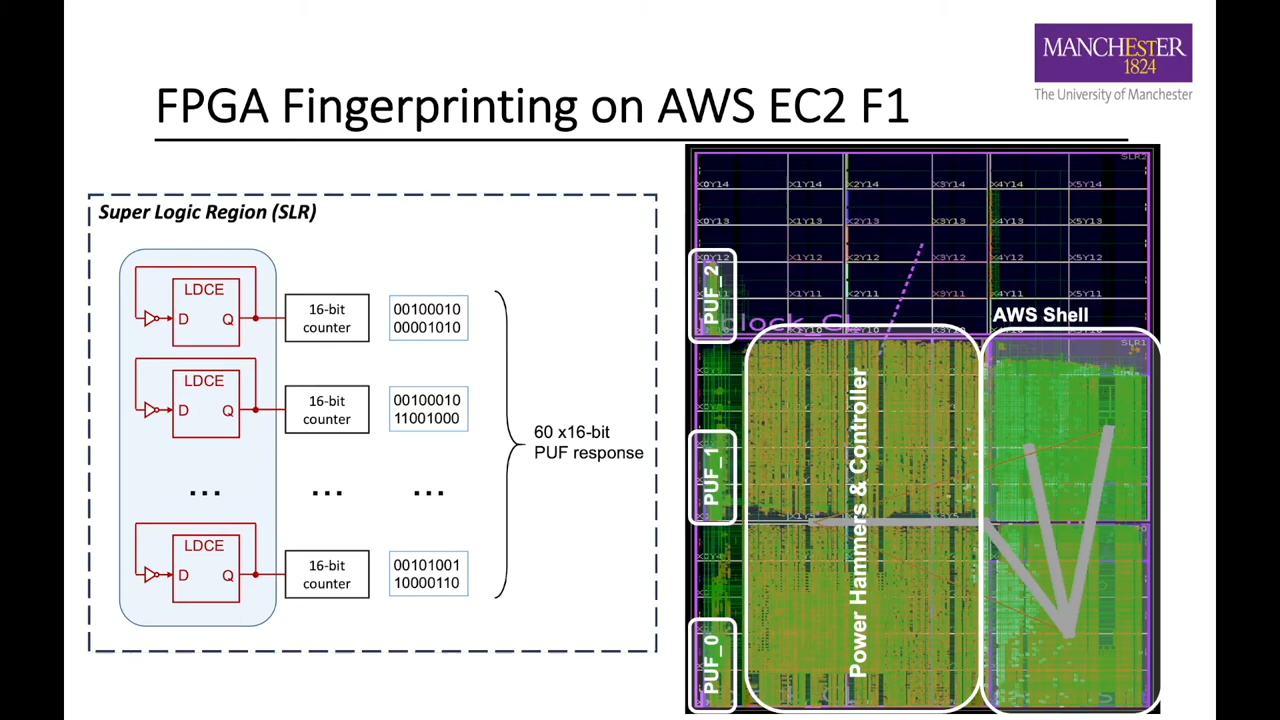 MANCHESTER
1824
The University of Manchester
FPGA Fingerprinting on AWS EC2 F1
Super Logic Region (SLR)
LDCE
D Q
16-bit
counter
00100010
00001010
LDCE
D Q
16-bit
counter
00100010
11001000
... ... ...
LDCE
D Q
16-bit
counter
00101001
10000110
60 x16-bit
PUF response
SLR2
X0Y14 X1Y14 X2Y14 X3Y14 X4Y14 X5Y14
X0Y13 X1Y13 X2Y13 X3Y13 X4Y13 X5Y13
X0Y12 X1Y12 X2Y12 X3Y12 X4Y12 X5Y12
X1Y11 X2Y11 X3Y11 X4Y11 X5Y11
PUF_2
AWS Shell
SLR1
PUF_1
Power Hammers & Controller
PUF_0